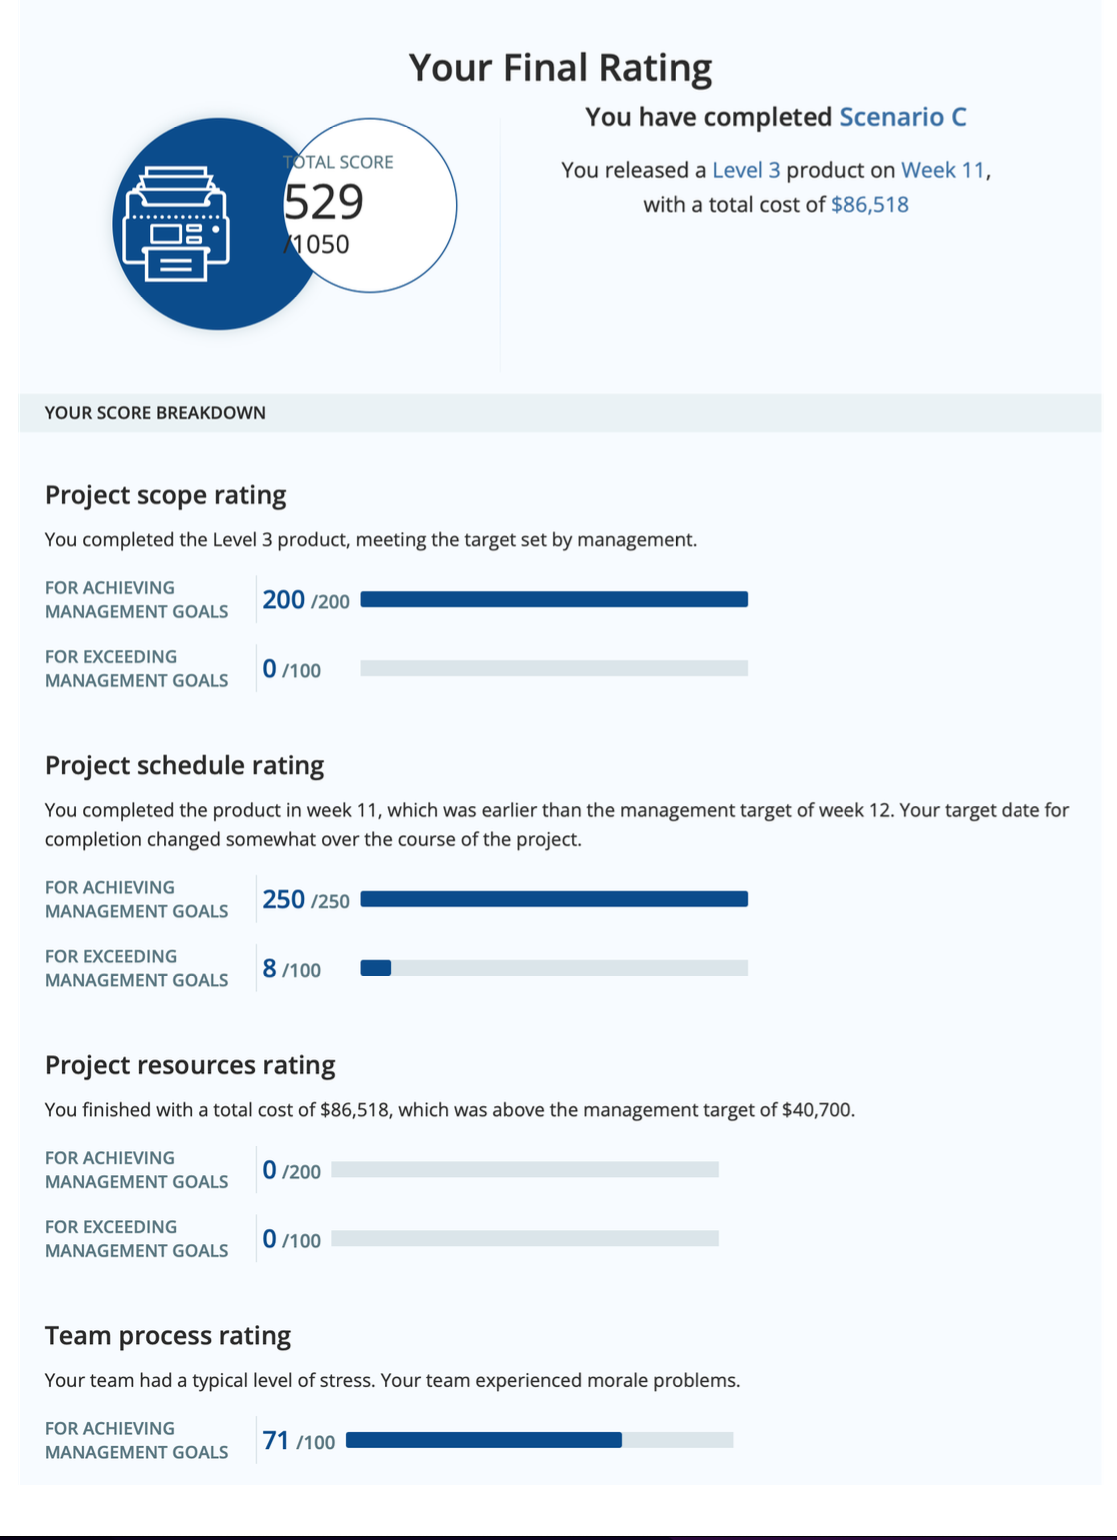 Your Final Rating
TOTAL SCORE
529
/1050
You have completed Scenario C
You released a Level 3 product on Week 11,
with a total cost of $86,518
YOUR SCORE BREAKDOWN
Project scope rating
You completed the Level 3 product, meeting the target set by management.
FOR ACHIEVING
MANAGEMENT GOALS
200 /200
FOR EXCEEDING
MANAGEMENT GOALS
0 /100
Project schedule rating
You completed the product in week 11, which was earlier than the management target of week 12. Your target date for
completion changed somewhat over the course of the project.
FOR ACHIEVING
MANAGEMENT GOALS
250 /250
FOR EXCEEDING
MANAGEMENT GOALS
8 /100
Project resources rating
You finished with a total cost of $86,518, which was above the management target of $40,700.
FOR ACHIEVING
MANAGEMENT GOALS
0 /200
FOR EXCEEDING
MANAGEMENT GOALS
0 /100
Team process rating
Your team had a typical level of stress. Your team experienced morale problems.
FOR ACHIEVING
MANAGEMENT GOALS
71 /100